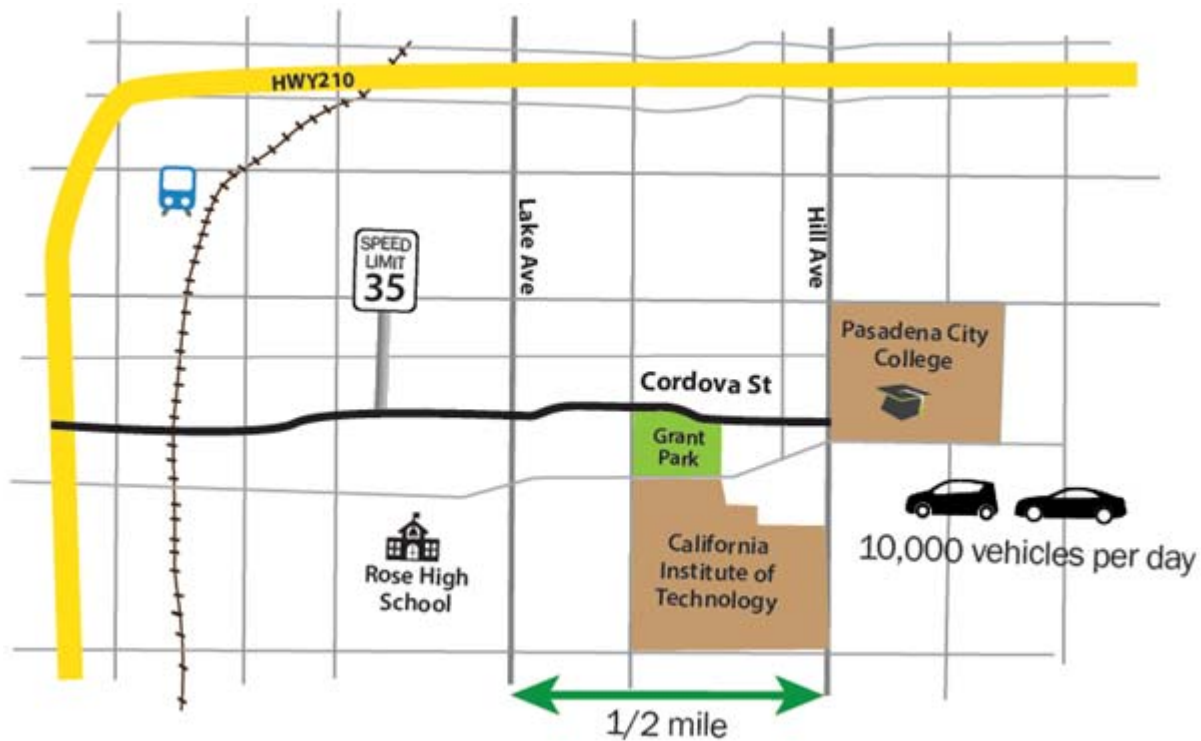 HWY210
Lake Ave
Hill Ave
SPEED
LIMIT
35
Pasadena City
College
Cordova St
Grant
Park
California
Institute of
Technology
Rose High
School
10,000 vehicles per day
1/2 mile